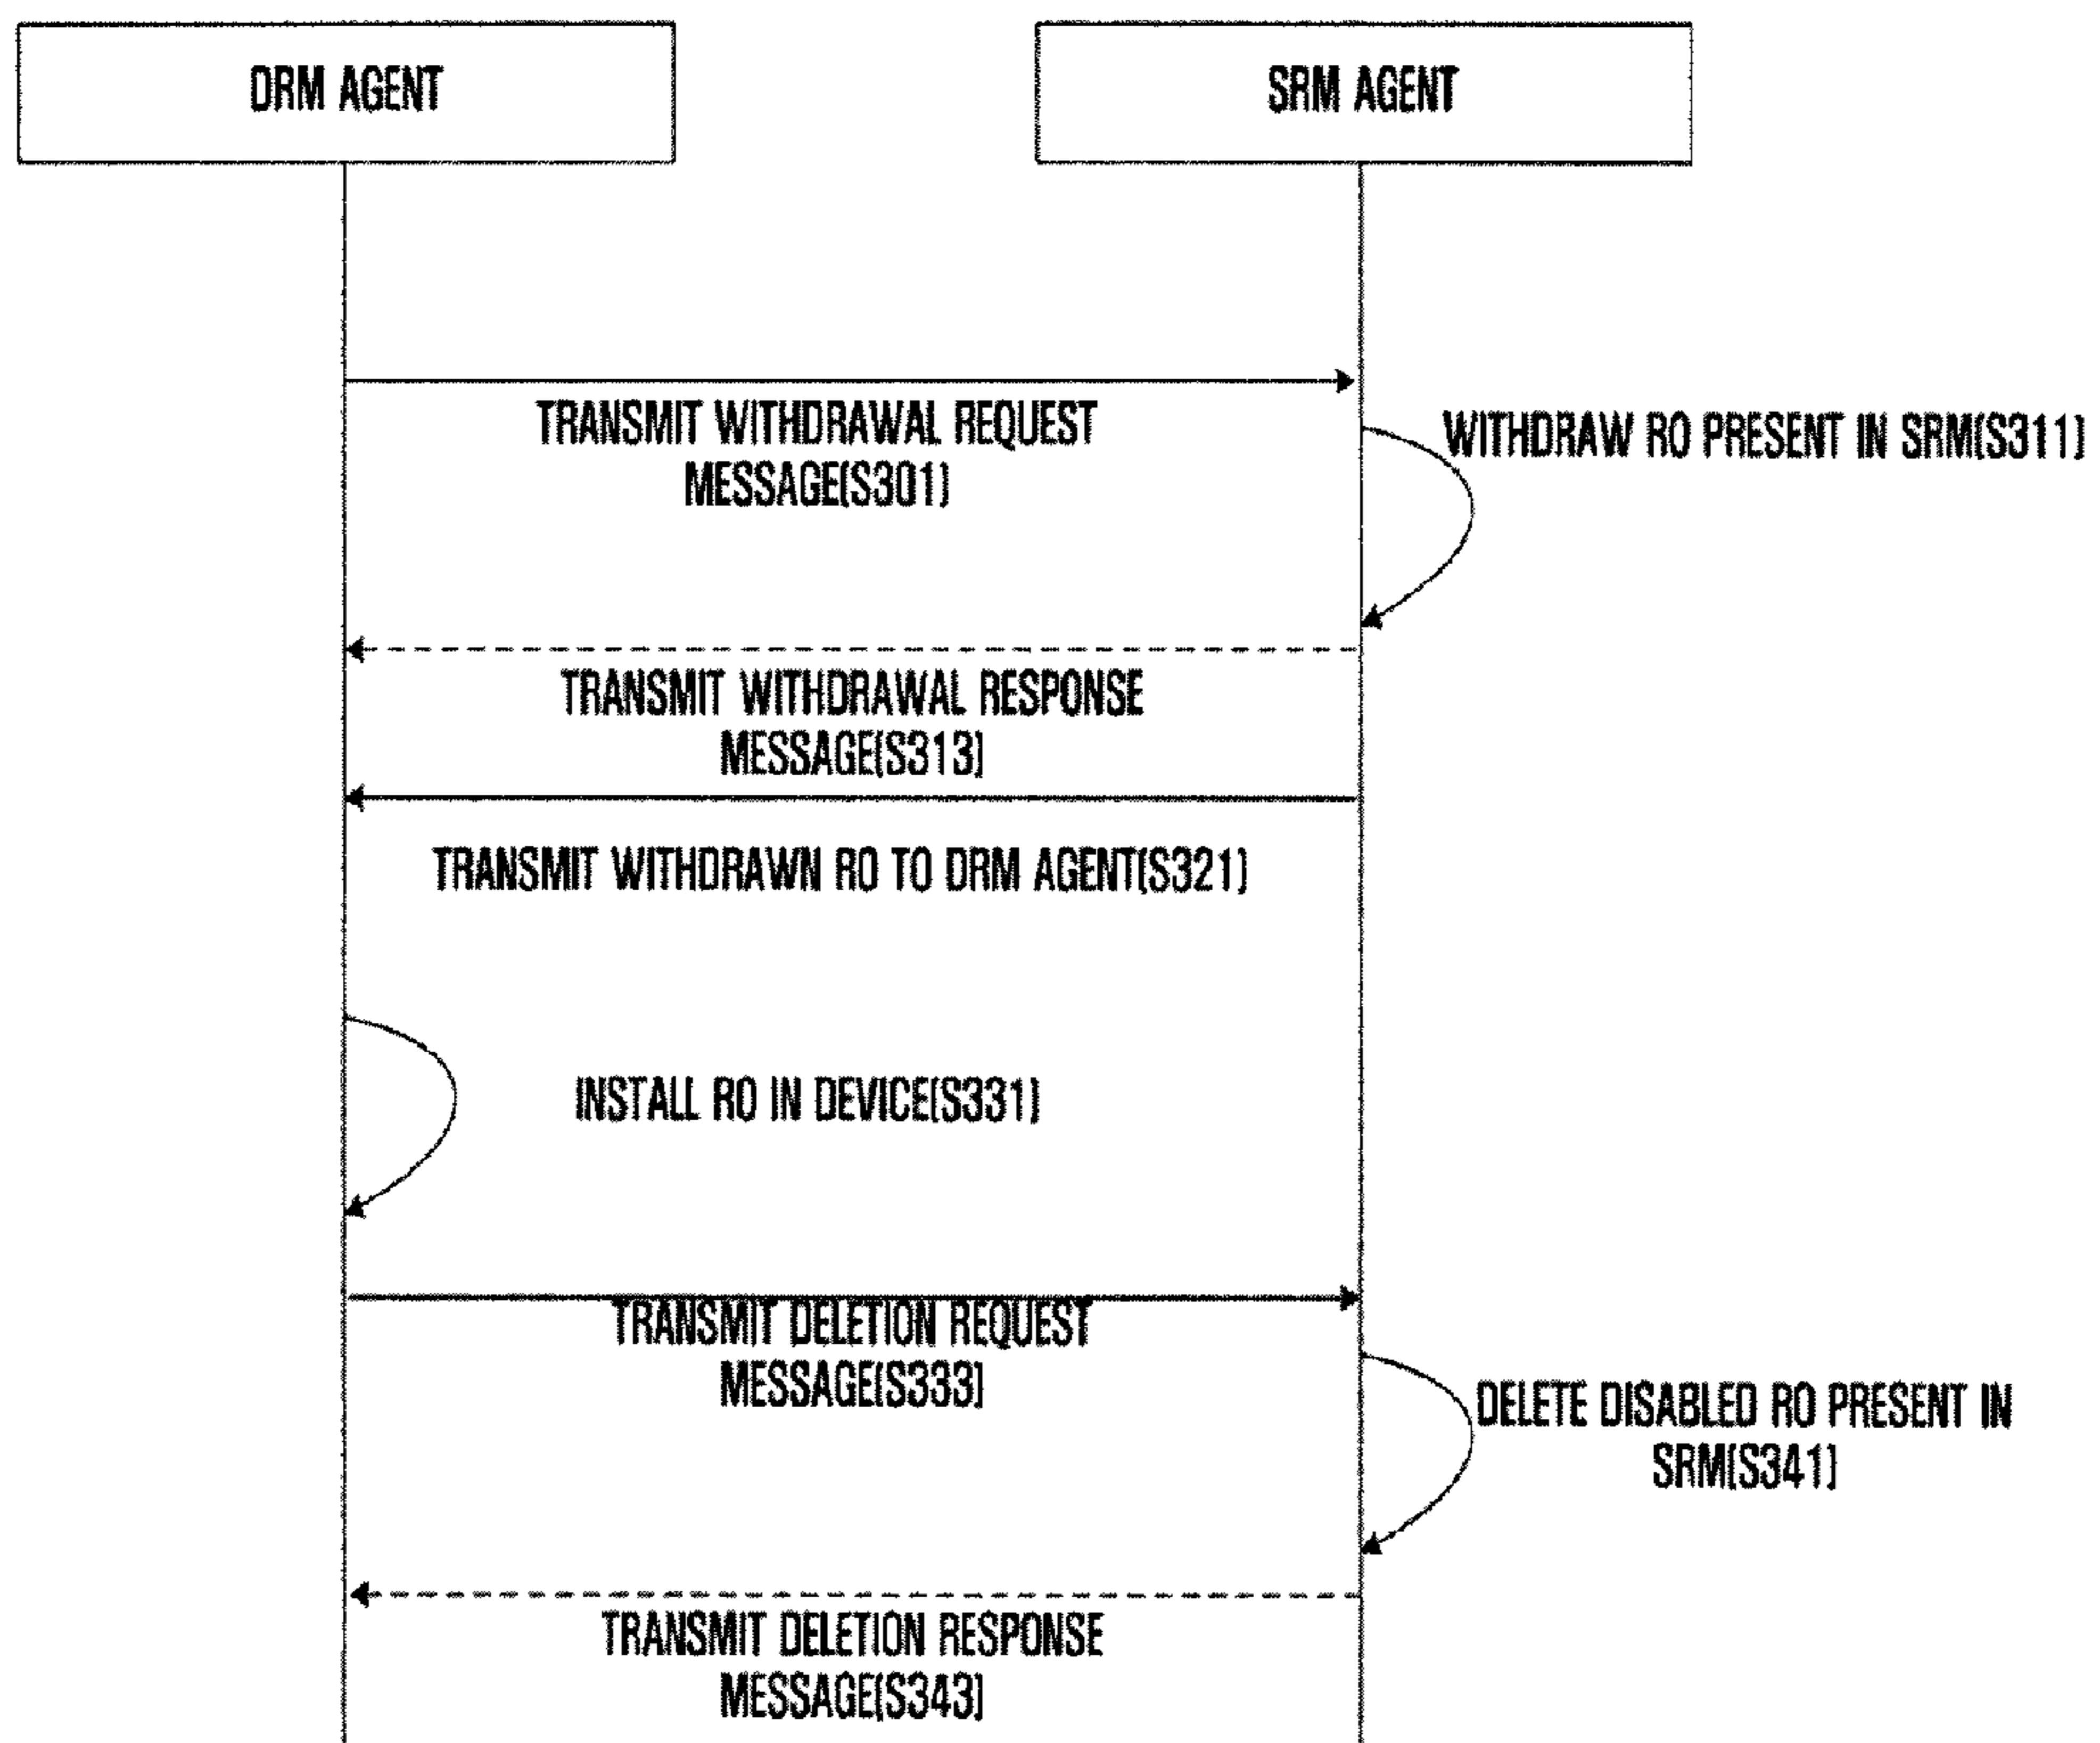 DRM AGENT
SRM AGENT
TRANSMIT WITHDRAWAL REQUEST
MESSAGE(S301)
WITHDRAW RO PRESENT IN SRM(S311)
TRANSMIT WITHDRAWAL RESPONSE
MESSAGE(S313)
TRANSMIT WITHDRAWN RO TO DRM AGENT(S321)
INSTALL RO IN DEVICE(S331)
TRANSMIT DELETION REQUEST
MESSAGE(S333)
DELETE DISABLED RO PRESENT IN
SRM(S341)
TRANSMIT DELETION RESPONSE
MESSAGE(S343)